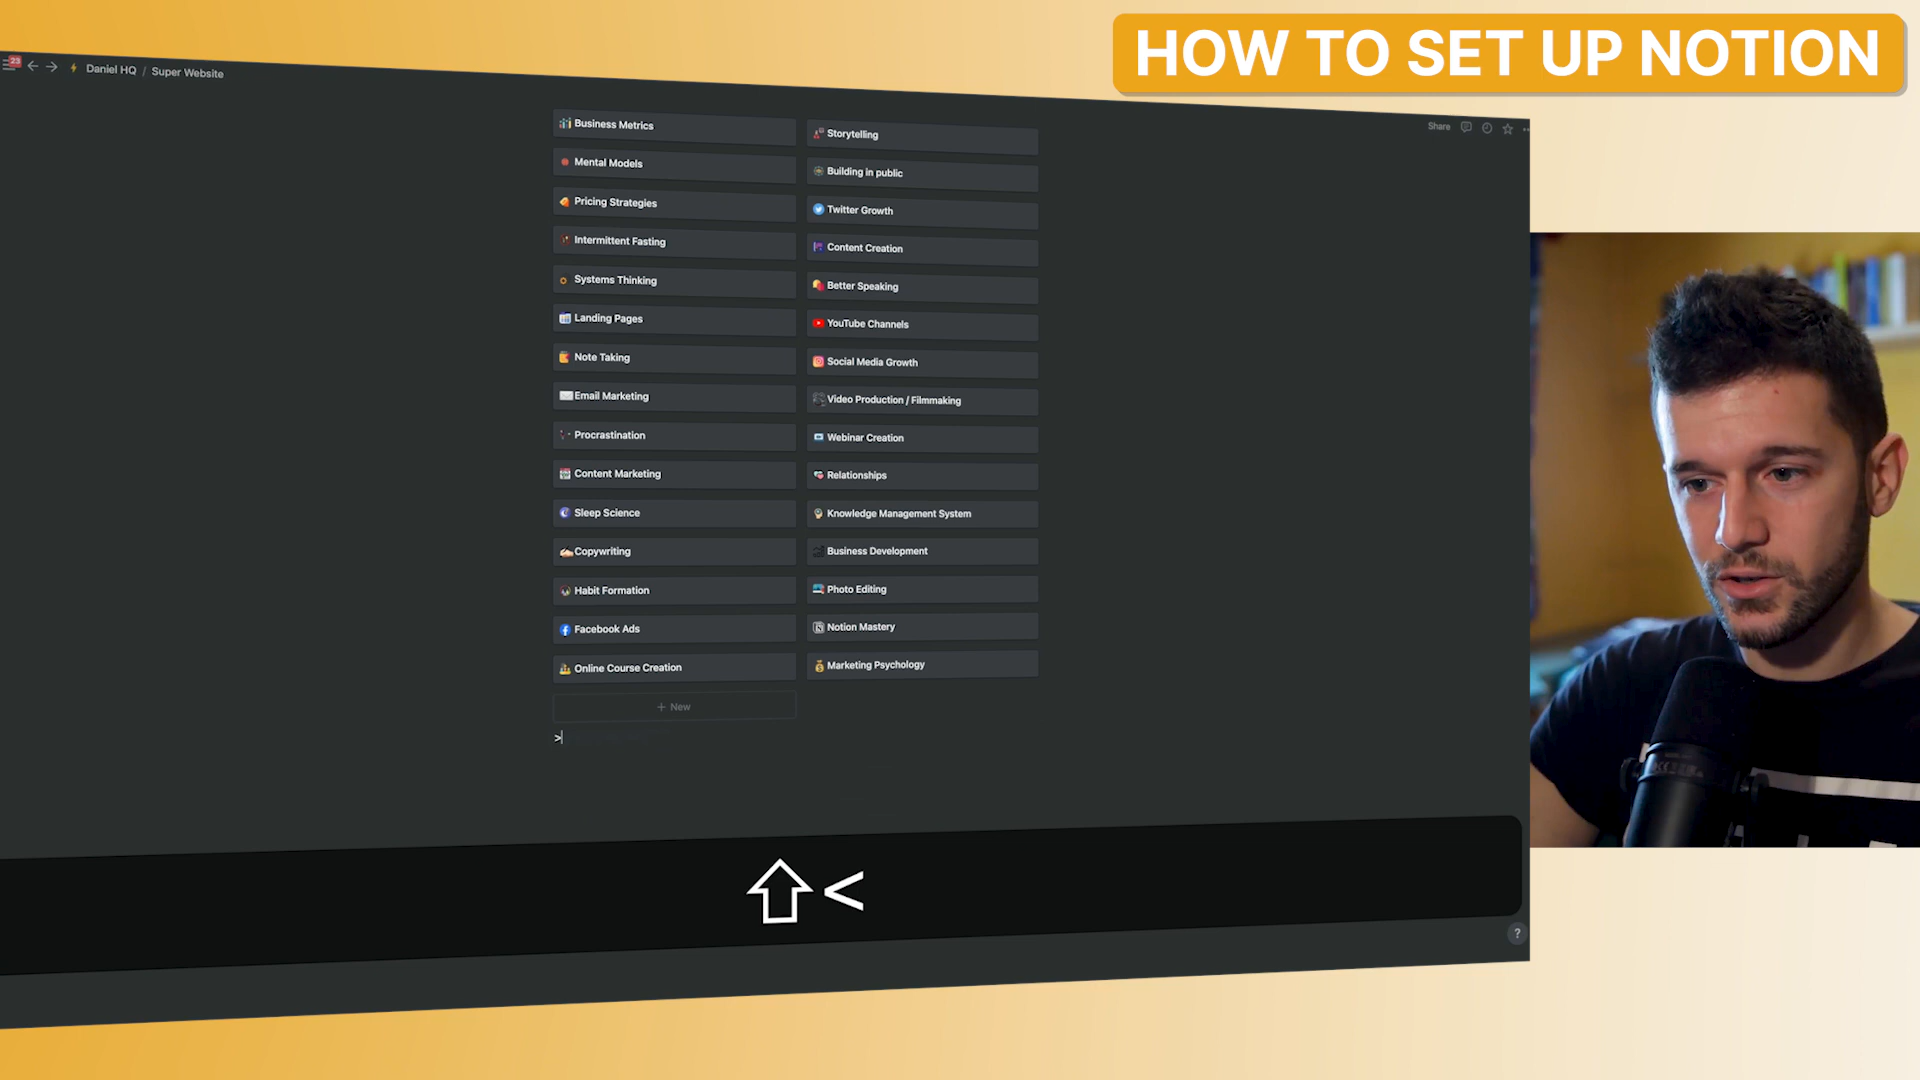 HOW TO SET UP NOTION
23
Daniel HQ / Super Website
Share
Business Metrics
Mental Models
Pricing Strategies
Intermittent Fasting
Systems Thinking
Landing Pages
Note Taking
Email Marketing
Procrastination
Content Marketing
Sleep Science
Copywriting
Habit Formation
Facebook Ads
Online Course Creation
+ New
>
Storytelling
Building in public
Twitter Growth
Content Creation
Better Speaking
YouTube Channels
Social Media Growth
Video Production / Filmmaking
Webinar Creation
Relationships
Knowledge Management System
Business Development
Photo Editing
Notion Mastery
Marketing Psychology
⇧ <
?